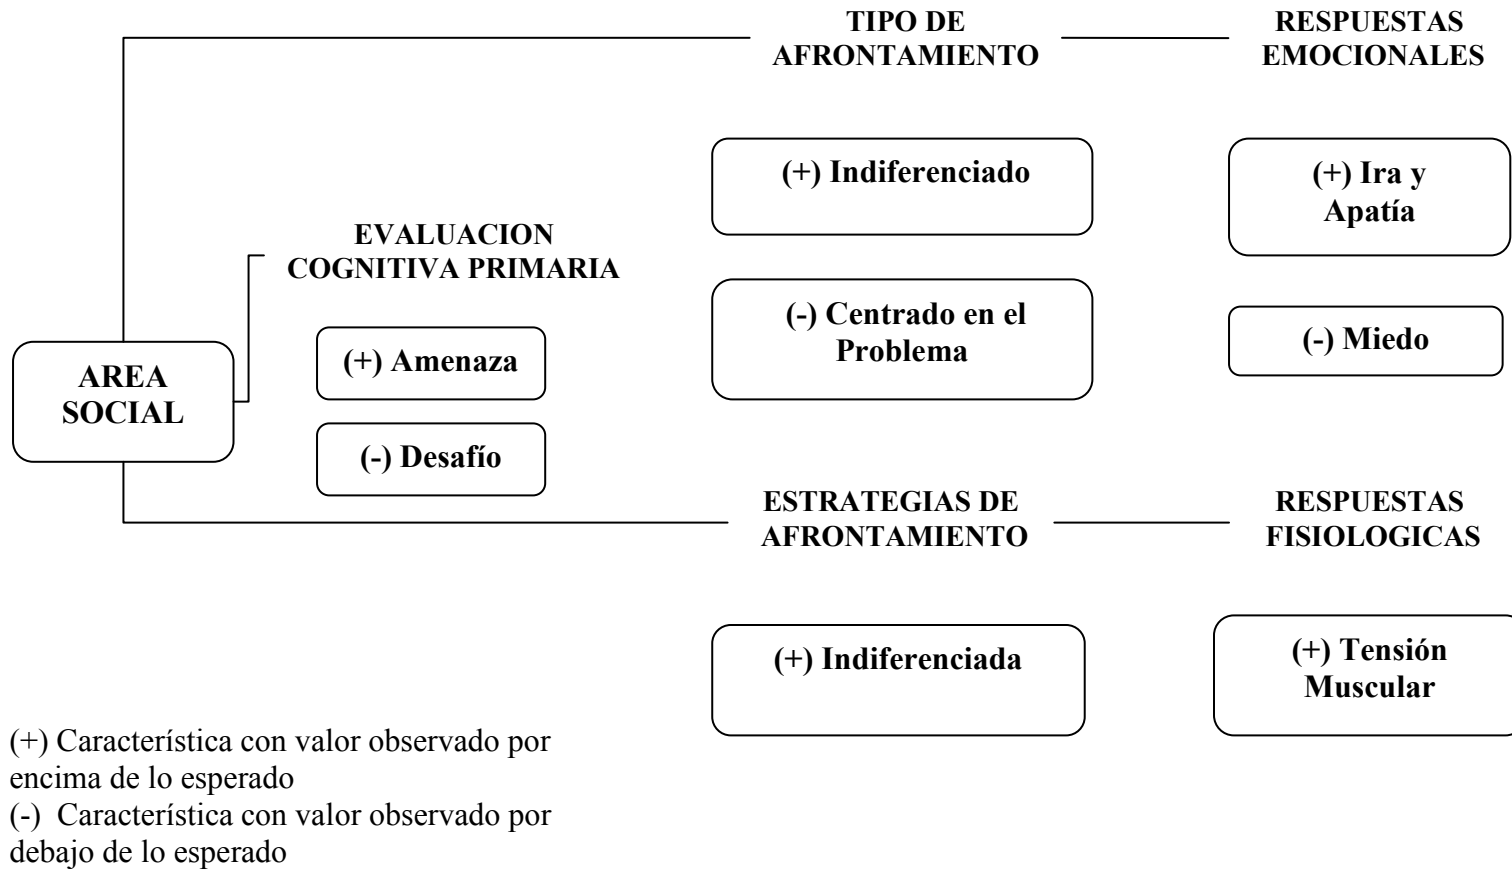 TIPO DE
AFRONTAMIENTO
RESPUESTAS
EMOCIONALES
(+) Indiferenciado
(+) Ira y
Apatía
EVALUACION
COGNITIVA PRIMARIA
(-) Centrado en el
Problema
(-) Miedo
AREA
SOCIAL
(+) Amenaza
(-) Desafío
ESTRATEGIAS DE
AFRONTAMIENTO
RESPUESTAS
FISIOLOGICAS
(+) Indiferenciada
(+) Tensión
Muscular
(+) Característica con valor observado por
encima de lo esperado
(-) Característica con valor observado por
debajo de lo esperado